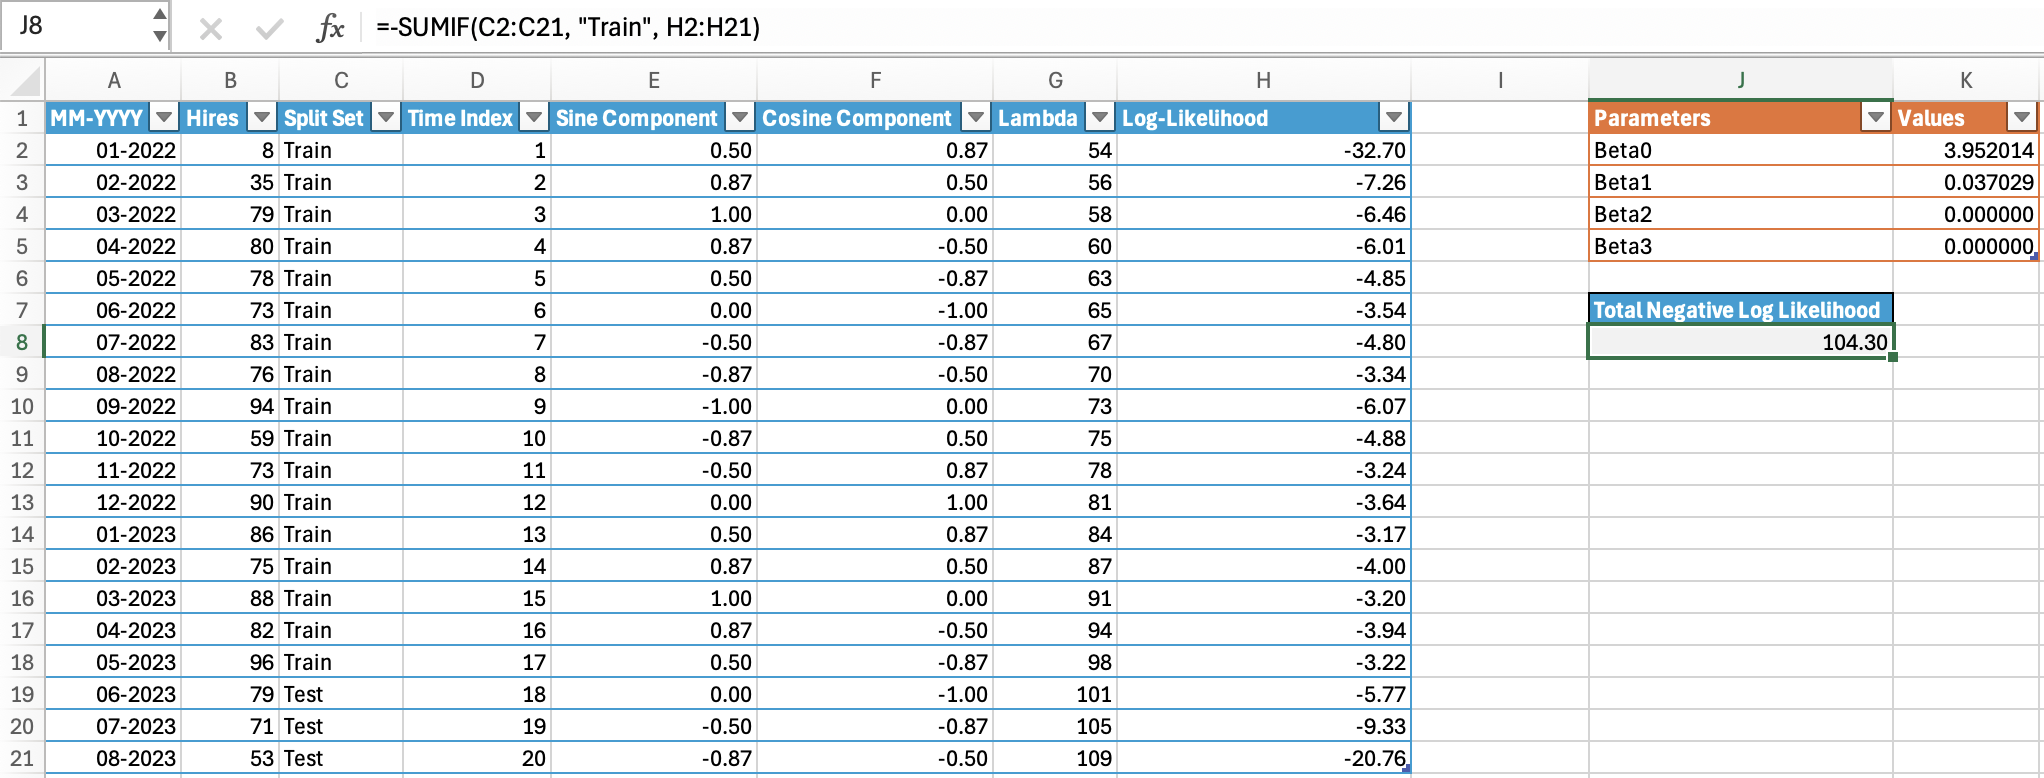 J8 fx =-SUMIF(C2:C21, "Train", H2:H21)
A B C D E F G H I J K
1 MM-YYYY Hires Split Set Time Index Sine Component Cosine Component Lambda Log-Likelihood Parameters Values
2 01-2022 8 Train 1 0.50 0.87 54 -32.70 Beta0 3.952014
3 02-2022 35 Train 2 0.87 0.50 56 -7.26 Beta1 0.037029
4 03-2022 79 Train 3 1.00 0.00 58 -6.46 Beta2 0.000000
5 04-2022 80 Train 4 0.87 -0.50 60 -6.01 Beta3 0.000000
6 05-2022 78 Train 5 0.50 -0.87 63 -4.85
7 06-2022 73 Train 6 0.00 -1.00 65 -3.54 Total Negative Log Likelihood
8 07-2022 83 Train 7 -0.50 -0.87 67 -4.80 104.30
9 08-2022 76 Train 8 -0.87 -0.50 70 -3.34
10 09-2022 94 Train 9 -1.00 0.00 73 -6.07
11 10-2022 59 Train 10 -0.87 0.50 75 -4.88
12 11-2022 73 Train 11 -0.50 0.87 78 -3.24
13 12-2022 90 Train 12 0.00 1.00 81 -3.64
14 01-2023 86 Train 13 0.50 0.87 84 -3.17
15 02-2023 75 Train 14 0.87 0.50 87 -4.00
16 03-2023 88 Train 15 1.00 0.00 91 -3.20
17 04-2023 82 Train 16 0.87 -0.50 94 -3.94
18 05-2023 96 Train 17 0.50 -0.87 98 -3.22
19 06-2023 79 Test 18 0.00 -1.00 101 -5.77
20 07-2023 71 Test 19 -0.50 -0.87 105 -9.33
21 08-2023 53 Test 20 -0.87 -0.50 109 -20.76